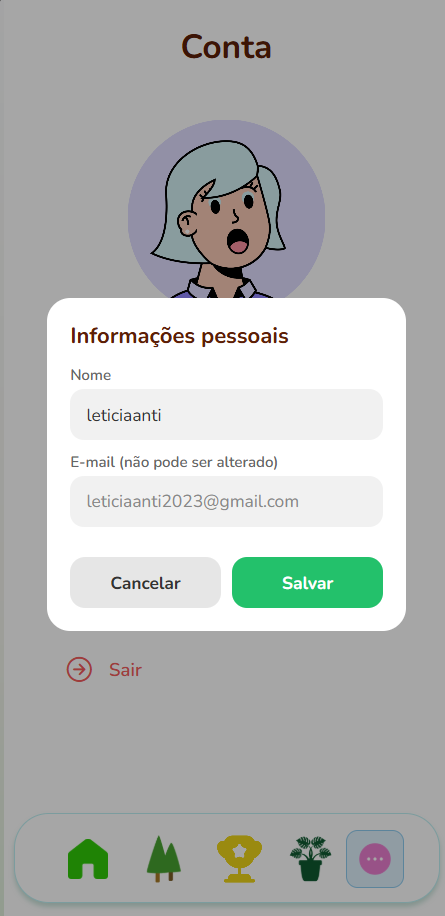 Conta
Informações pessoais
Nome
leticiaanti
E-mail (não pode ser alterado)
leticiaanti2023@gmail.com
Cancelar
Salvar
Sair